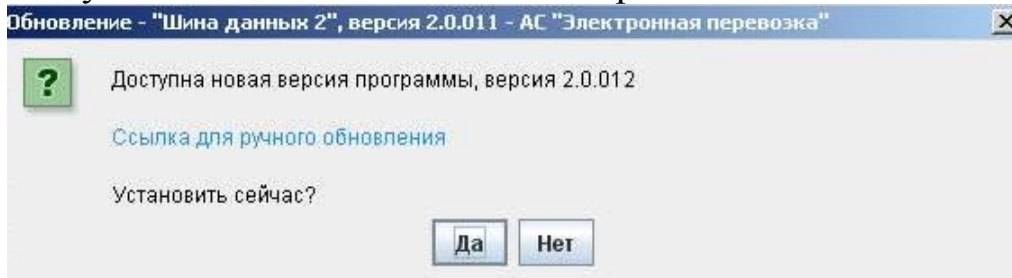 Обновление - "Шина данных 2", версия 2.0.011 - АС "Электронная перевозка"
Доступна новая версия программы, версия 2.0.012
Ссылка для ручного обновления
Установить сейчас?
Да Нет